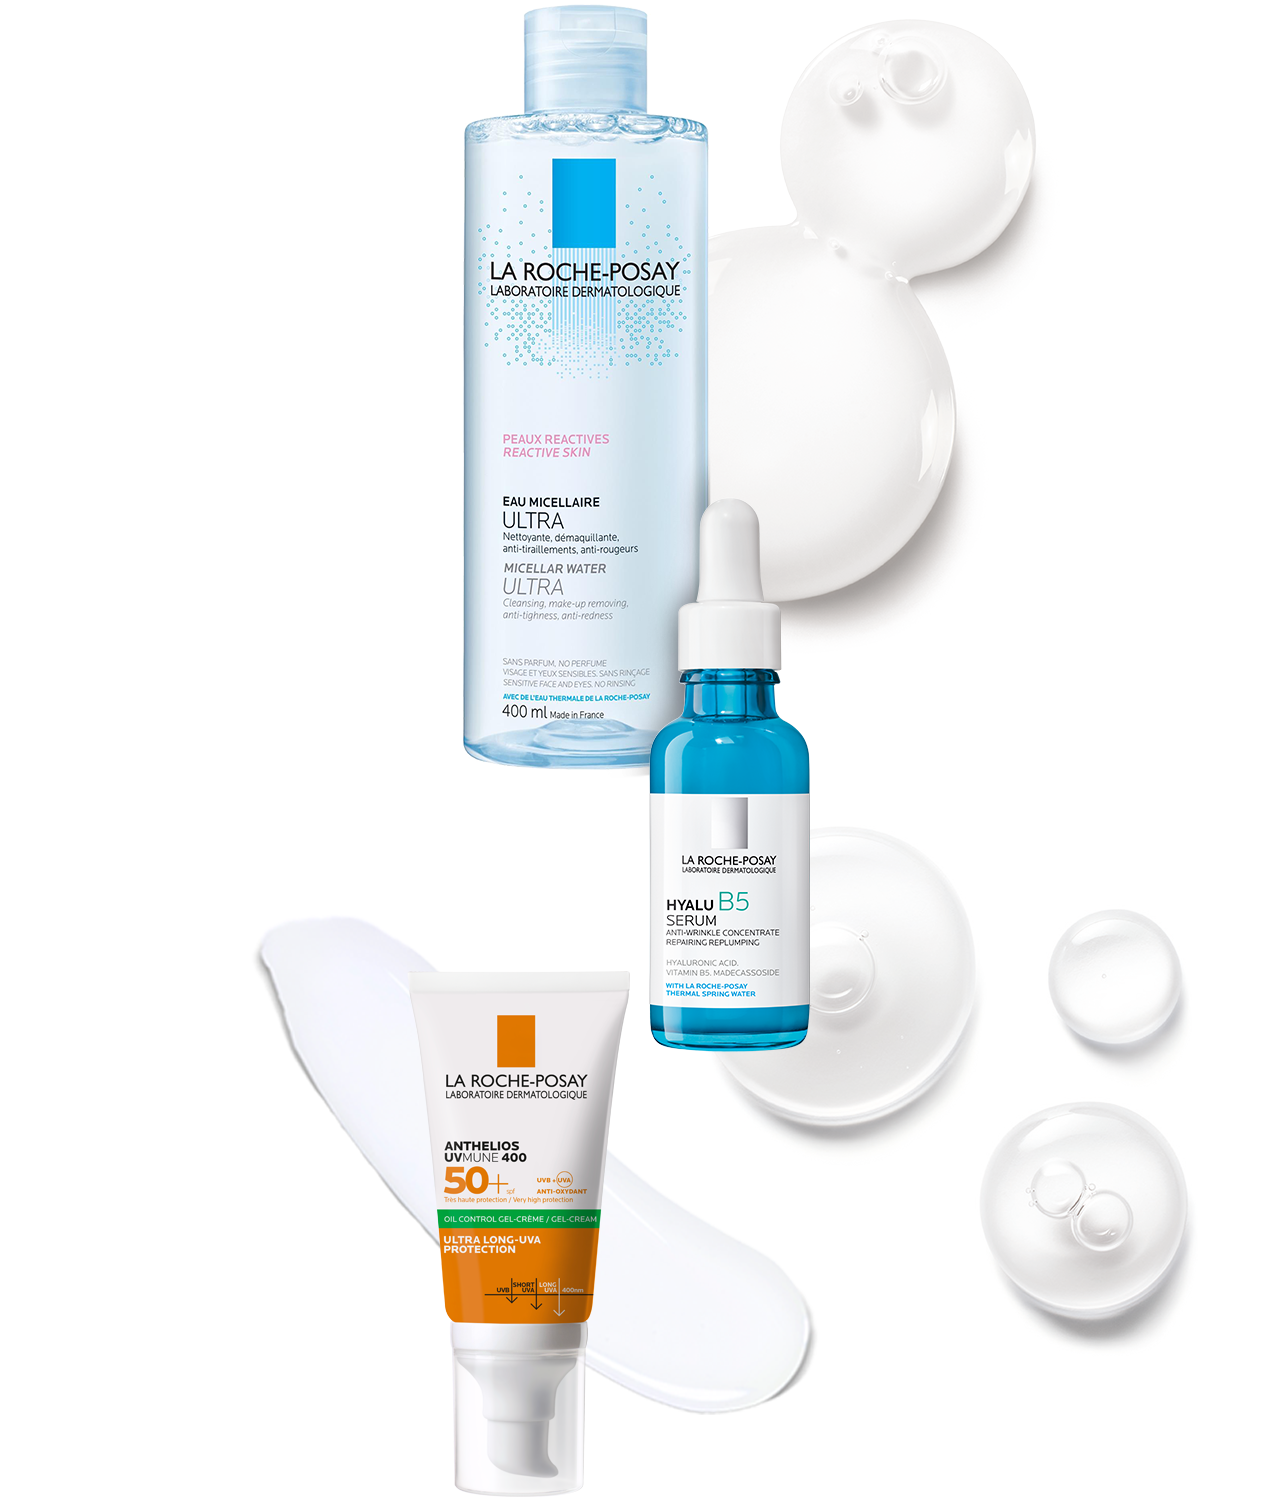 LA ROCHE-POSAY
LABORATOIRE DERMATOLOGIQUE
PEAUX REACTIVES
REACTIVE SKIN
EAU MICELLAIRE
ULTRA
Nettoyante, démaquillante,
anti-tiraillements, anti-rougeurs
MICELLAR WATER
ULTRA
Cleansing, make-up removing,
anti-tighness, anti-redness
SANS PARFUM, NO PERFUME
VISAGE ET YEUX SENSIBLES. SANS RINÇAGE
SENSITIVE FACE AND EYES. NO RINSING
AVEC DE L'EAU THERMALE DE LA ROCHE-POSAY
400 ml Made in France
LA ROCHE-POSAY
LABORATOIRE DERMATOLOGIQUE
HYALU B5
SERUM
ANTI-WRINKLE CONCENTRATE
REPAIRING REPLUMPING
HYALURONIC ACID.
VITAMIN B5. MADECASSOSIDE
WITH LA ROCHE-POSAY
THERMAL SPRING WATER
LA ROCHE-POSAY
LABORATOIRE DERMATOLOGIQUE
ANTHELIOS
UVMUNE 400
50+ spf
UVB + UVA
ANTI-OXYDANT
Très haute protection / Very high protection
OIL CONTROL GEL-CRÈME / GEL-CREAM
ULTRA LONG-UVA
PROTECTION
UVB SHORT UVA LONG UVA 400nm